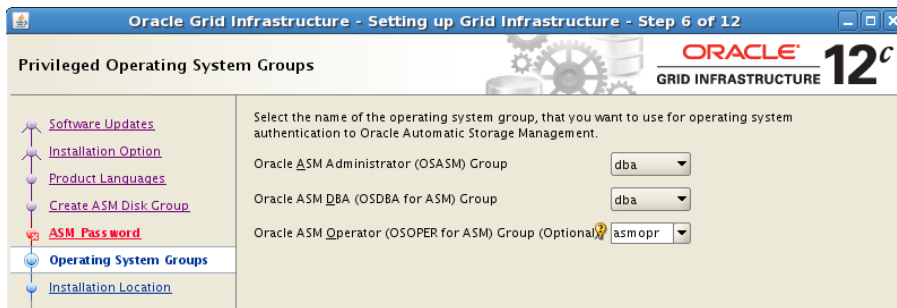 Oracle Grid Infrastructure - Setting up Grid Infrastructure - Step 6 of 12
Privileged Operating System Groups
ORACLE
GRID INFRASTRUCTURE
12c
Software Updates
Installation Option
Product Languages
Create ASM Disk Group
ASM Password
Operating System Groups
Installation Location
Select the name of the operating system group, that you want to use for operating system
authentication to Oracle Automatic Storage Management.
Oracle ASM Administrator (OSASM) Group
dba
Oracle ASM DBA (OSDBA for ASM) Group
dba
Oracle ASM Operator (OSOPER for ASM) Group (Optional)
asmopr